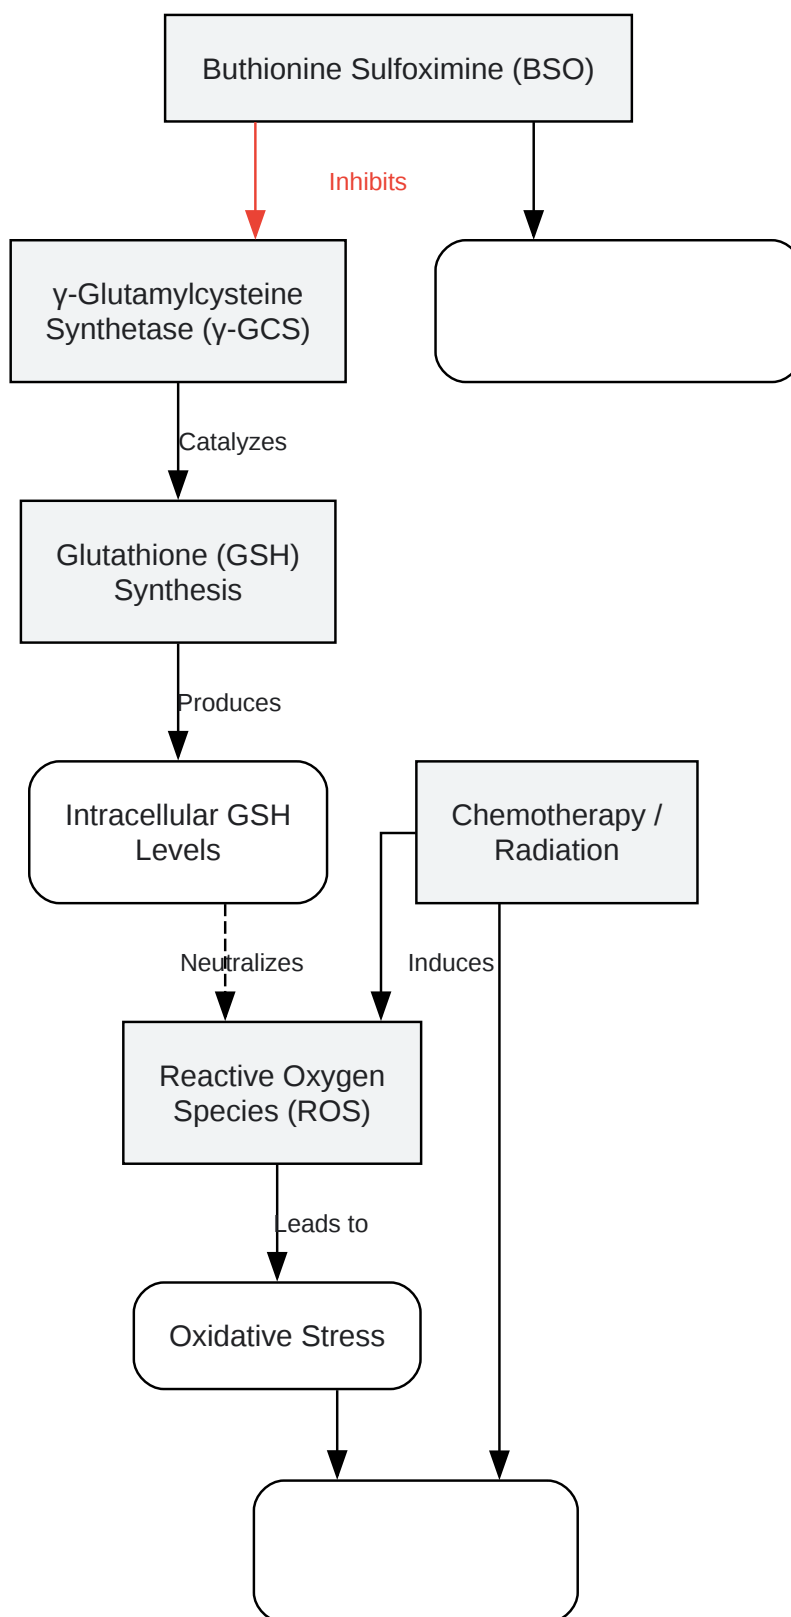 Buthionine Sulfoximine (BSO)
Inhibits
γ-Glutamylcysteine
Synthetase (γ-GCS)
Catalyzes
Glutathione (GSH)
Synthesis
Produces
Intracellular GSH
Levels
Chemotherapy /
Radiation
Neutralizes
Induces
Reactive Oxygen
Species (ROS)
Leads to
Oxidative Stress